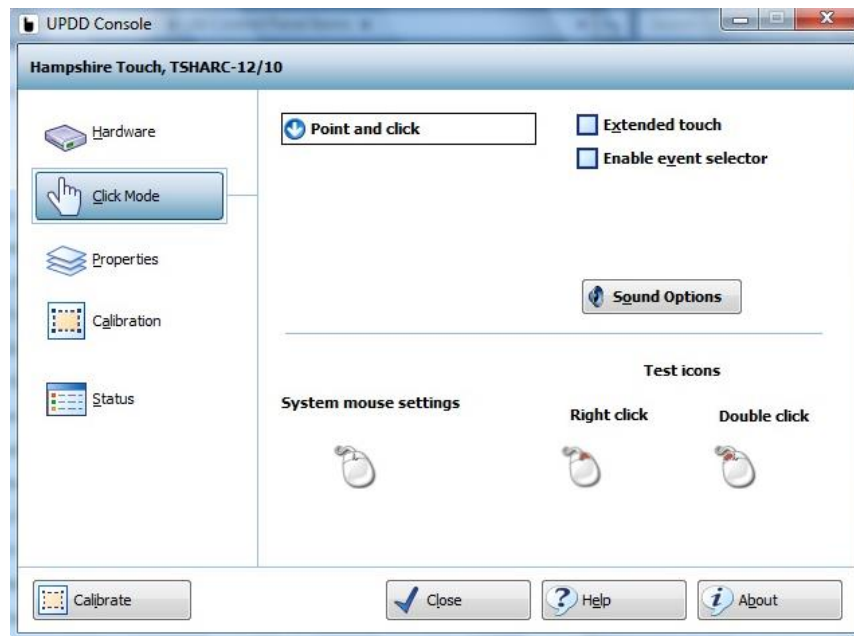 UPDD Console
Hampshire Touch, TSHARC-12/10
Hardware
Click Mode
Properties
Calibration
Status
Point and click
Extended touch
Enable event selector
Sound Options
Test icons
System mouse settings
Right click
Double click
Calibrate
Close
Help
About